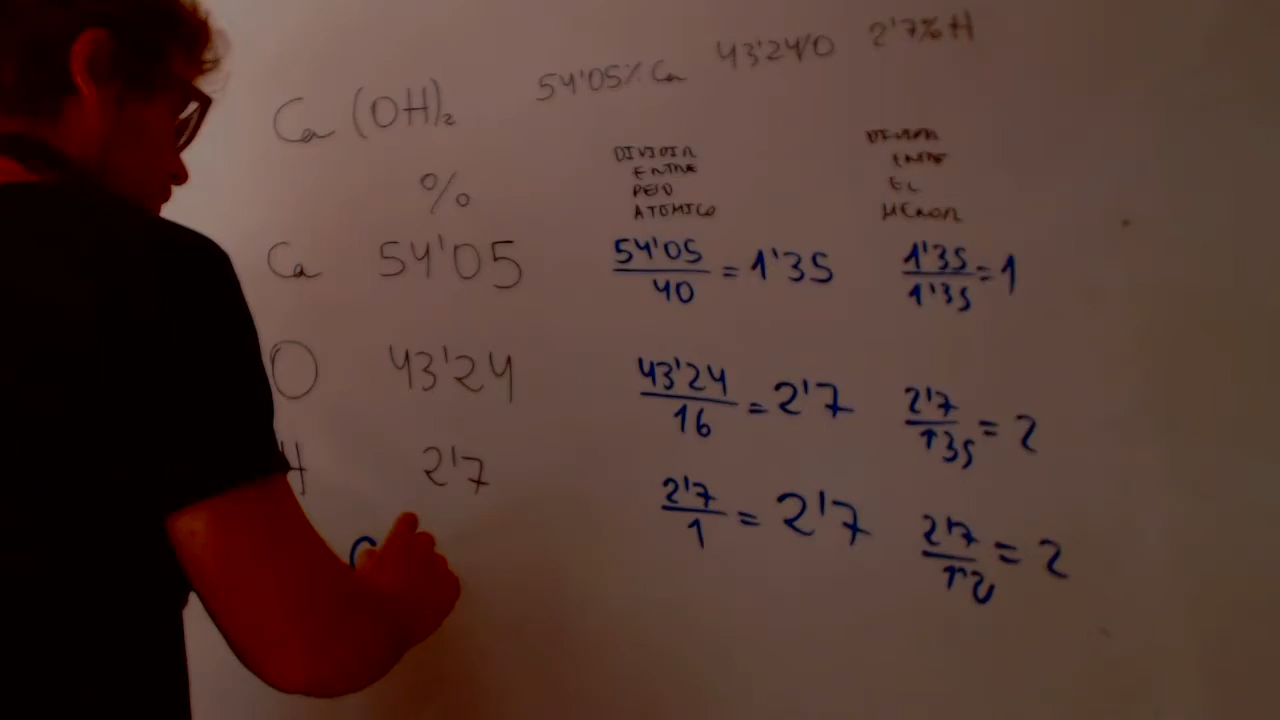 Ca (OH)₂ 54'05% Ca 43'24% O 2'7% H
%
DIVIDIR
ENTRE
PESO
ATOMICO
DIVIDIR
ENTRE
EL
MENOR
Ca 54'05 54'05/40 = 1'35 1'35/1'35 = 1
O 43'24 43'24/16 = 2'7 2'7/1'35 = 2
H 2'7 2'7/1 = 2'7 2'7 = 2
C